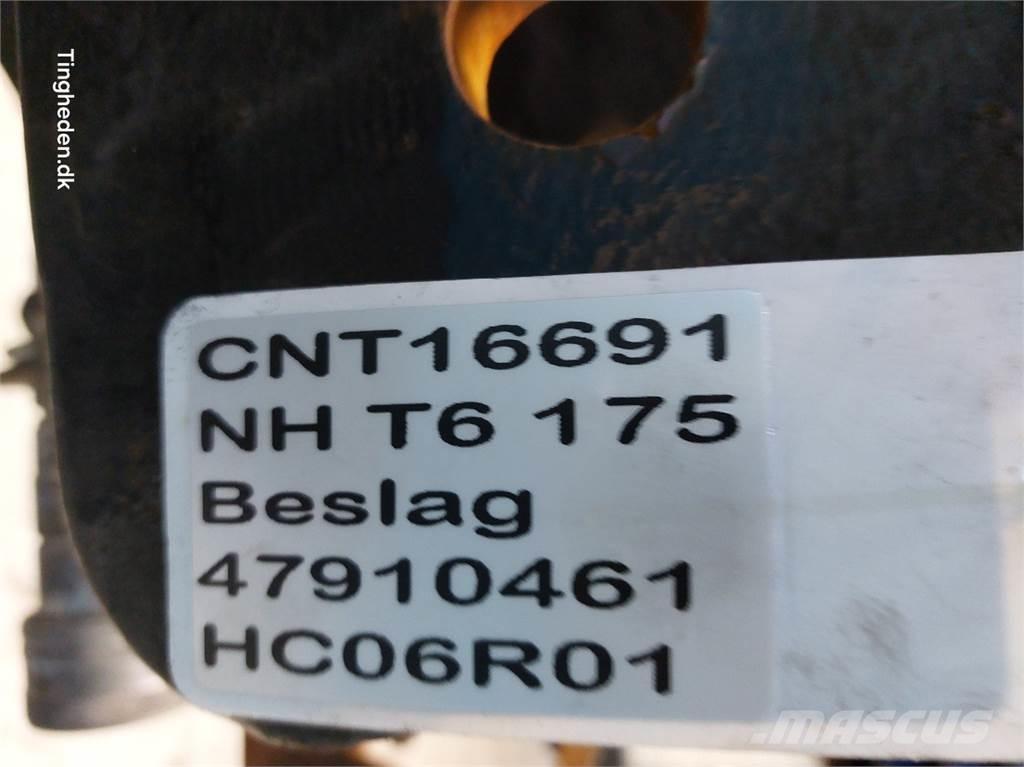 Tingheden.dk
CNT16691
NH T6 175
Beslag
47910461
HC06R01
MASCUS